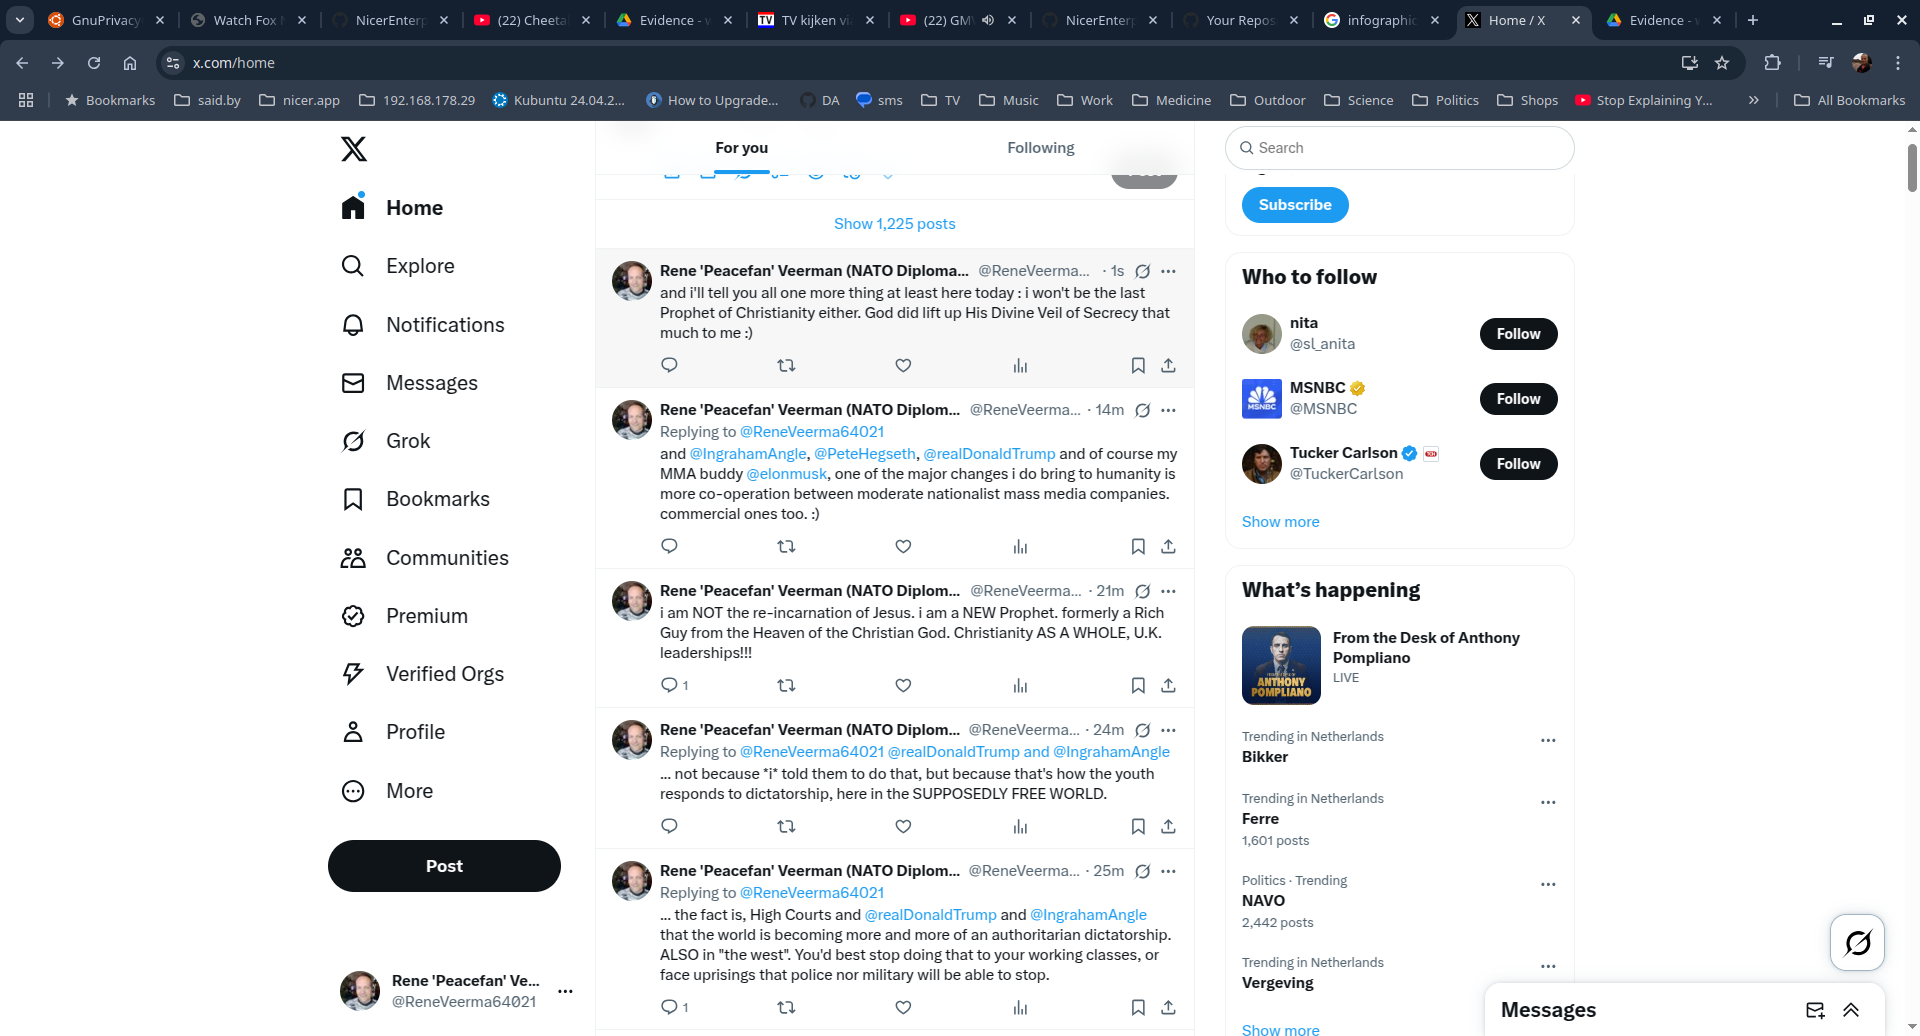 GnuPrivacy
Watch Fox N
NicerEnterp
(22) Cheeta
Evidence - w
TV kijken via
(22) GM
NicerEnterp
Your Repos
infographic
Home / X
Evidence - w
x.com/home
Bookmarks
said.by
nicer.app
192.168.178.29
Kubuntu 24.04.2...
How to Upgrade...
DA
sms
TV
Music
Work
Medicine
Outdoor
Science
Politics
Shops
Stop Explaining Y...
All Bookmarks
Home
Explore
Notifications
Messages
Grok
Bookmarks
Communities
Premium
Verified Orgs
Profile
More
Post
Rene 'Peacefan' Ve...
@ReneVeerma64021
For you
Following
Show 1,225 posts
Rene 'Peacefan' Veerman (NATO Diploma... @ReneVeerma... · 1s
and i'll tell you all one more thing at least here today : i won't be the last
Prophet of Christianity either. God did lift up His Divine Veil of Secrecy that
much to me :)
Rene 'Peacefan' Veerman (NATO Diplom... @ReneVeerma... · 14m
Replying to @ReneVeerma64021
and @IngrahamAngle, @PeteHegseth, @realDonaldTrump and of course my
MMA buddy @elonmusk, one of the major changes i do bring to humanity is
more co-operation between moderate nationalist mass media companies.
commercial ones too. :)
Rene 'Peacefan' Veerman (NATO Diplom... @ReneVeerma... · 21m
i am NOT the re-incarnation of Jesus. i am a NEW Prophet. formerly a Rich
Guy from the Heaven of the Christian God. Christianity AS A WHOLE, U.K.
leaderships!!!
1
Rene 'Peacefan' Veerman (NATO Diplom... @ReneVeerma... · 24m
Replying to @ReneVeerma64021 @realDonaldTrump and @IngrahamAngle
... not because *i* told them to do that, but because that's how the youth
responds to dictatorship, here in the SUPPOSEDLY FREE WORLD.
Rene 'Peacefan' Veerman (NATO Diplom... @ReneVeerma... · 25m
Replying to @ReneVeerma64021
... the fact is, High Courts and @realDonaldTrump and @IngrahamAngle
that the world is becoming more and more of an authoritarian dictatorship.
ALSO in "the west". You'd best stop doing that to your working classes, or
face uprisings that police nor military will be able to stop.
1
Search
Subscribe
Who to follow
nita
@sl_anita
Follow
MSNBC
@MSNBC
Follow
MSNBC
Tucker Carlson
@TuckerCarlson
Follow
Show more
What's happening
From the Desk of Anthony
Pompliano
LIVE
ANTHONY
POMPLIANO
Trending in Netherlands
Bikker
Trending in Netherlands
Ferre
1,601 posts
Politics · Trending
NAVO
2,442 posts
Trending in Netherlands
Vergeving
Show more
Messages